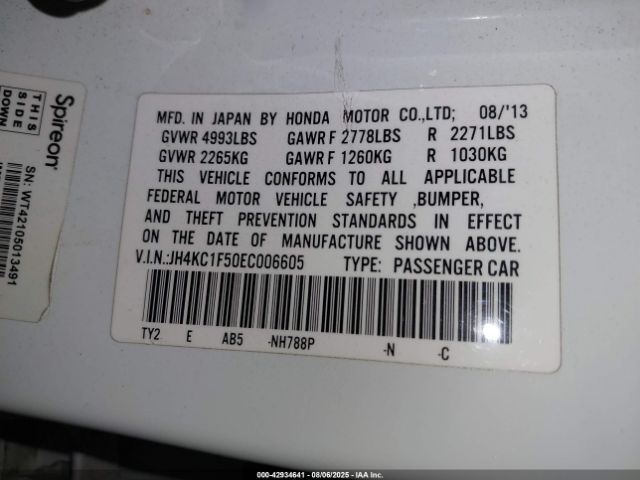 MFD. IN JAPAN BY HONDA MOTOR CO.,LTD; 08/'13
GVWR 4993LBS GAWR F 2778LBS R 2271LBS
GVWR 2265KG GAWR F 1260KG R 1030KG
THIS VEHICLE CONFORMS TO ALL APPLICABLE
FEDERAL MOTOR VEHICLE SAFETY ,BUMPER,
AND THEFT PREVENTION STANDARDS IN EFFECT
ON THE DATE OF MANUFACTURE SHOWN ABOVE.
V.I.N.:JH4KC1F50EC006605 TYPE: PASSENGER CAR
TY2 E AB5 -NH788P -N -C
Spireon
THIS
SIDE
DOWN
SN: VVT42105013491
000-42934641 - 08/06/2025 - IAA Inc.